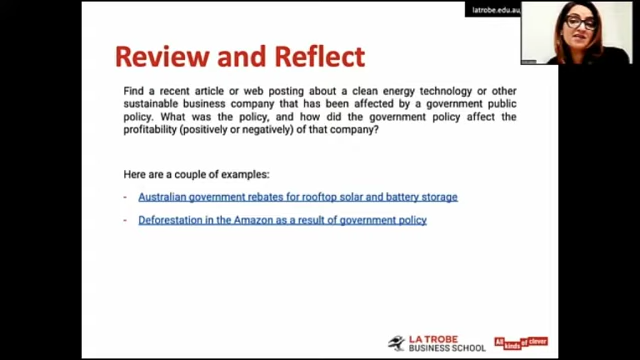 latrobe.edu.au
Review and Reflect
Find a recent article or web posting about a clean energy technology or other
sustainable business company that has been affected by a government public
policy. What was the policy, and how did the government policy affect the
profitability (positively or negatively) of that company?
Here are a couple of examples:
- Australian government rebates for rooftop solar and battery storage
- Deforestation in the Amazon as a result of government policy
LA TROBE
BUSINESS SCHOOL
All kinds of clever